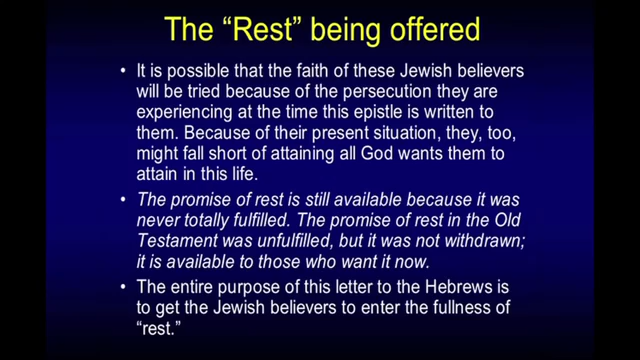 The “Rest” being offered
• It is possible that the faith of these Jewish believers
will be tried because of the persecution they are
experiencing at the time this epistle is written to
them. Because of their present situation, they, too,
might fall short of attaining all God wants them to
attain in this life.
• The promise of rest is still available because it was
never totally fulfilled. The promise of rest in the Old
Testament was unfulfilled, but it was not withdrawn;
it is available to those who want it now.
• The entire purpose of this letter to the Hebrews is
to get the Jewish believers to enter the fullness of
“rest.”